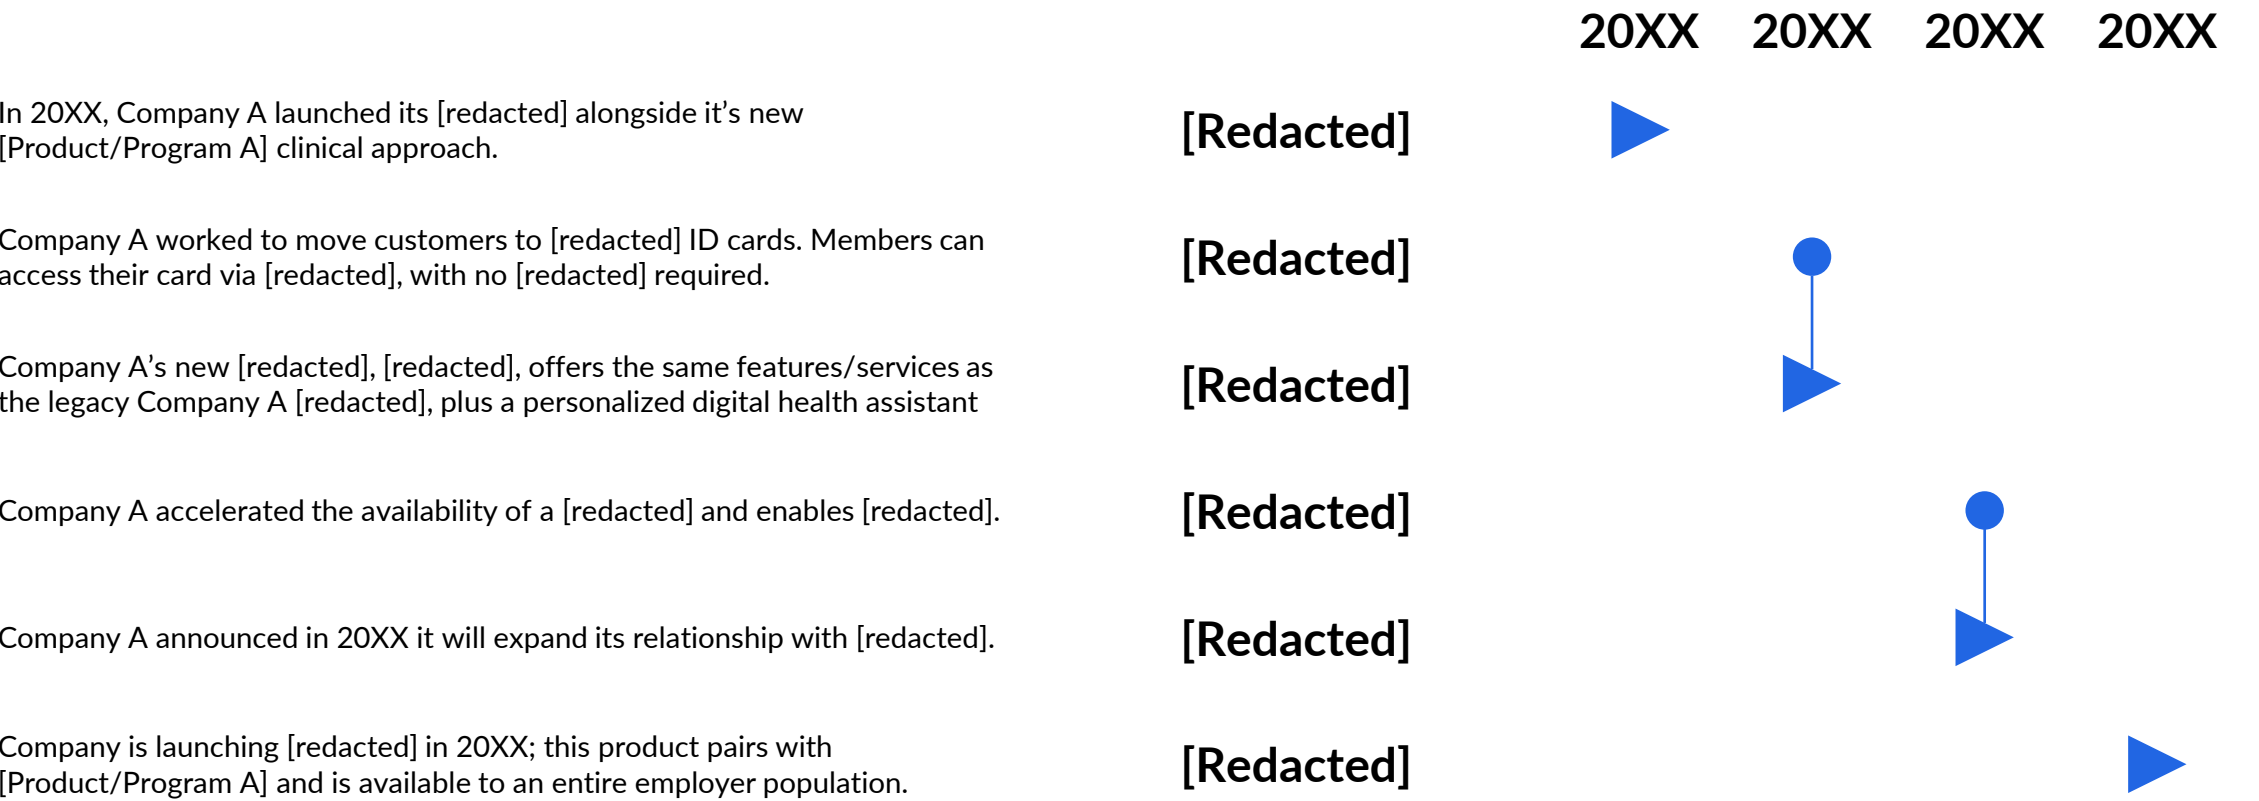 20XX 20XX 20XX 20XX
In 20XX, Company A launched its [redacted] alongside it’s new
[Product/Program A] clinical approach.
[Redacted]
Company A worked to move customers to [redacted] ID cards. Members can
access their card via [redacted], with no [redacted] required.
[Redacted]
Company A’s new [redacted], [redacted], offers the same features/services as
the legacy Company A [redacted], plus a personalized digital health assistant
[Redacted]
Company A accelerated the availability of a [redacted] and enables [redacted].
[Redacted]
Company A announced in 20XX it will expand its relationship with [redacted].
[Redacted]
Company is launching [redacted] in 20XX; this product pairs with
[Product/Program A] and is available to an entire employer population.
[Redacted]